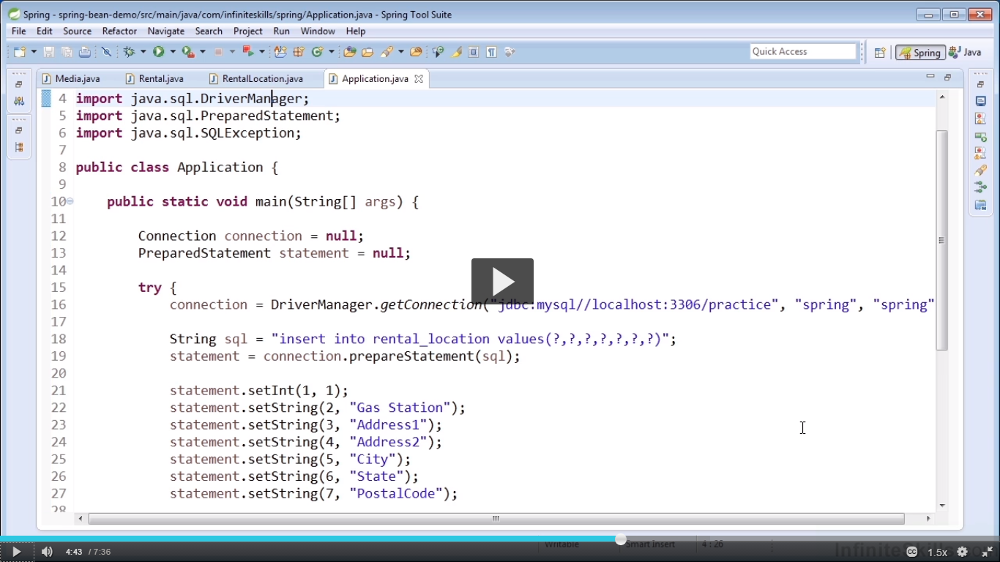 Spring - spring-bean-demo/src/main/java/com/infiniteskills/spring/Application.java - Spring Tool Suite
File Edit Source Refactor Navigate Search Project Run Window Help
Quick Access
Spring
Java
Media.java Rental.java RentalLocation.java Application.java
4 import java.sql.DriverManager;
5 import java.sql.PreparedStatement;
6 import java.sql.SQLException;
7
8 public class Application {
9
10 public static void main(String[] args) {
11
12 Connection connection = null;
13 PreparedStatement statement = null;
14
15 try {
16 connection = DriverManager.getConnection("jdbc:mysql//localhost:3306/practice", "spring", "spring"
17
18 String sql = "insert into rental_location values(?,?,?,?,?,?,?)";
19 statement = connection.prepareStatement(sql);
20
21 statement.setInt(1, 1);
22 statement.setString(2, "Gas Station");
23 statement.setString(3, "Address1");
24 statement.setString(4, "Address2");
25 statement.setString(5, "City");
26 statement.setString(6, "State");
27 statement.setString(7, "PostalCode");
28
Writable Smart Insert 4 : 26
4:43 / 7:36
CC
1.5x
InfiniteSkills.com